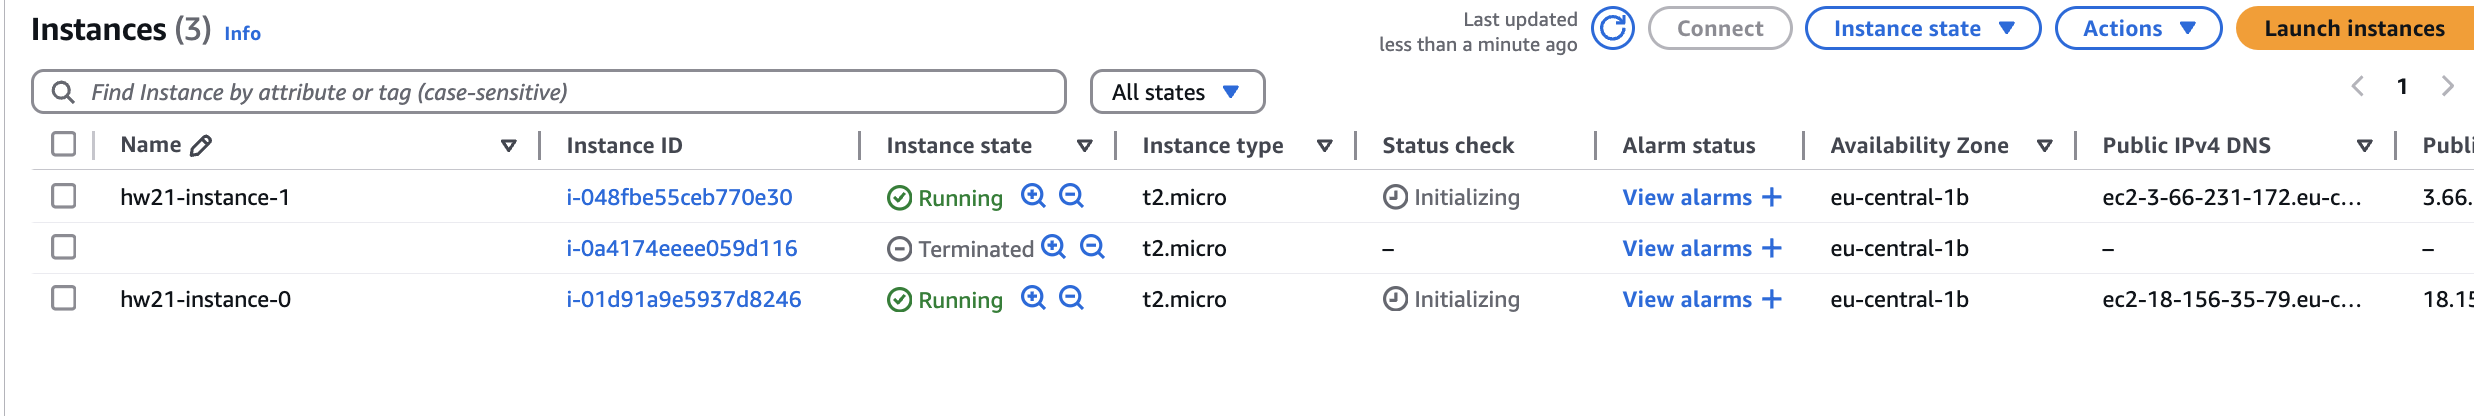 Instances (3) Info
Last updated
less than a minute ago
Connect
Instance state
Actions
Launch instances
Find Instance by attribute or tag (case-sensitive)
All states
1
Name Instance ID Instance state Instance type Status check Alarm status Availability Zone Public IPv4 DNS Publi
hw21-instance-1 i-048fbe55ceb770e30 Running t2.micro Initializing View alarms + eu-central-1b ec2-3-66-231-172.eu-c... 3.66.
i-0a4174eeee059d116 Terminated t2.micro – View alarms + eu-central-1b – –
hw21-instance-0 i-01d91a9e5937d8246 Running t2.micro Initializing View alarms + eu-central-1b ec2-18-156-35-79.eu-c... 18.15